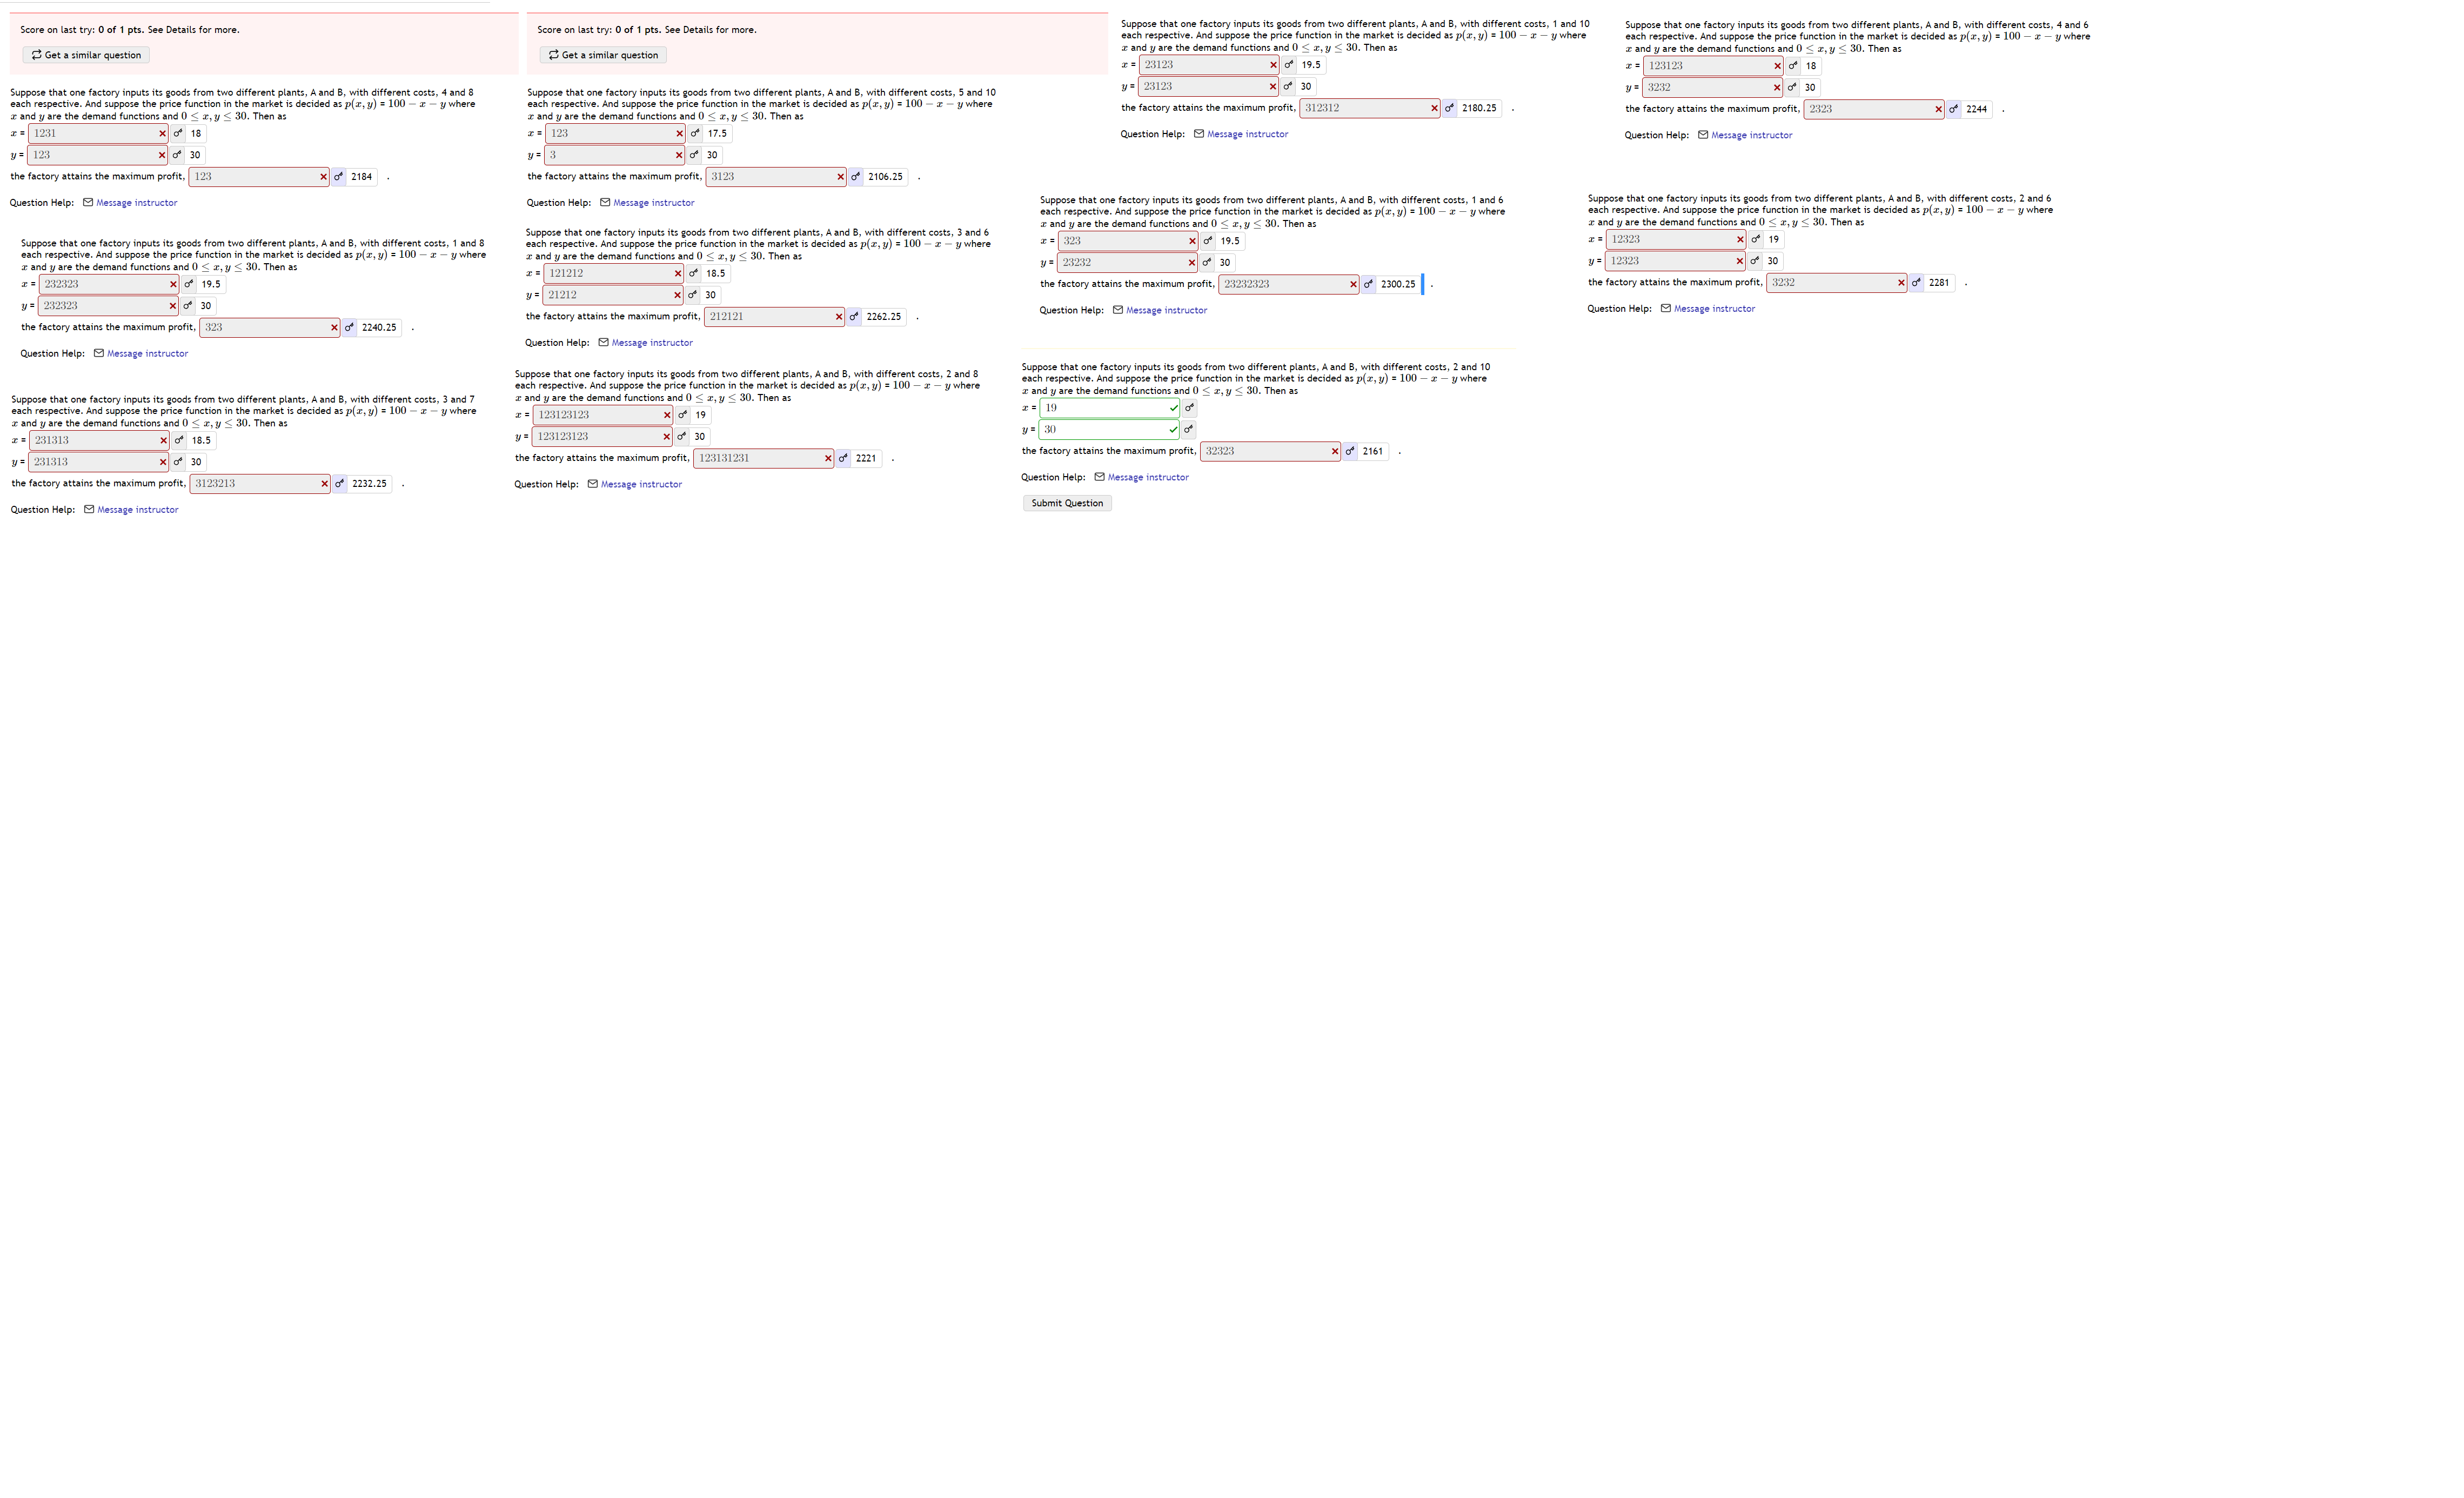 Score on last try: 0 of 1 pts. See Details for more.
Get a similar question
Suppose that one factory inputs its goods from two different plants, A and B, with different costs, 4 and 8
each respective. And suppose the price function in the market is decided as p(x, y) = 100 − x − y where
x and y are the demand functions and 0 ≤ x, y ≤ 30. Then as
x = 1231 18
y = 123 30
the factory attains the maximum profit, 123 2184 .
Question Help: Message instructor
Suppose that one factory inputs its goods from two different plants, A and B, with different costs, 1 and 8
each respective. And suppose the price function in the market is decided as p(x, y) = 100 − x − y where
x and y are the demand functions and 0 ≤ x, y ≤ 30. Then as
x = 232323 19.5
y = 232323 30
the factory attains the maximum profit, 323 2240.25 .
Question Help: Message instructor
Suppose that one factory inputs its goods from two different plants, A and B, with different costs, 3 and 7
each respective. And suppose the price function in the market is decided as p(x, y) = 100 − x − y where
x and y are the demand functions and 0 ≤ x, y ≤ 30. Then as
x = 231313 18.5
y = 231313 30
the factory attains the maximum profit, 3123213 2232.25 .
Question Help: Message instructor
Score on last try: 0 of 1 pts. See Details for more.
Get a similar question
Suppose that one factory inputs its goods from two different plants, A and B, with different costs, 5 and 10
each respective. And suppose the price function in the market is decided as p(x, y) = 100 − x − y where
x and y are the demand functions and 0 ≤ x, y ≤ 30. Then as
x = 123 17.5
y = 3 30
the factory attains the maximum profit, 3123 2106.25 .
Question Help: Message instructor
Suppose that one factory inputs its goods from two different plants, A and B, with different costs, 3 and 6
each respective. And suppose the price function in the market is decided as p(x, y) = 100 − x − y where
x and y are the demand functions and 0 ≤ x, y ≤ 30. Then as
x = 121212 18.5
y = 21212 30
the factory attains the maximum profit, 212121 2262.25 .
Question Help: Message instructor
Suppose that one factory inputs its goods from two different plants, A and B, with different costs, 2 and 8
each respective. And suppose the price function in the market is decided as p(x, y) = 100 − x − y where
x and y are the demand functions and 0 ≤ x, y ≤ 30. Then as
x = 123123123 19
y = 123123123 30
the factory attains the maximum profit, 123131231 2221 .
Question Help: Message instructor
Suppose that one factory inputs its goods from two different plants, A and B, with different costs, 1 and 10
each respective. And suppose the price function in the market is decided as p(x, y) = 100 − x − y where
x and y are the demand functions and 0 ≤ x, y ≤ 30. Then as
x = 23123 19.5
y = 23123 30
the factory attains the maximum profit, 312312 2180.25 .
Question Help: Message instructor
Suppose that one factory inputs its goods from two different plants, A and B, with different costs, 1 and 6
each respective. And suppose the price function in the market is decided as p(x, y) = 100 − x − y where
x and y are the demand functions and 0 ≤ x, y ≤ 30. Then as
x = 323 19.5
y = 23232 30
the factory attains the maximum profit, 23232323 2300.25 .
Question Help: Message instructor
Suppose that one factory inputs its goods from two different plants, A and B, with different costs, 2 and 10
each respective. And suppose the price function in the market is decided as p(x, y) = 100 − x − y where
x and y are the demand functions and 0 ≤ x, y ≤ 30. Then as
x = 19
y = 30
the factory attains the maximum profit, 32323 2161 .
Question Help: Message instructor
Submit Question
Suppose that one factory inputs its goods from two different plants, A and B, with different costs, 4 and 6
each respective. And suppose the price function in the market is decided as p(x, y) = 100 − x − y where
x and y are the demand functions and 0 ≤ x, y ≤ 30. Then as
x = 123123 18
y = 3232 30
the factory attains the maximum profit, 2323 2244 .
Question Help: Message instructor
Suppose that one factory inputs its goods from two different plants, A and B, with different costs, 2 and 6
each respective. And suppose the price function in the market is decided as p(x, y) = 100 − x − y where
x and y are the demand functions and 0 ≤ x, y ≤ 30. Then as
x = 12323 19
y = 12323 30
the factory attains the maximum profit, 3232 2281 .
Question Help: Message instructor